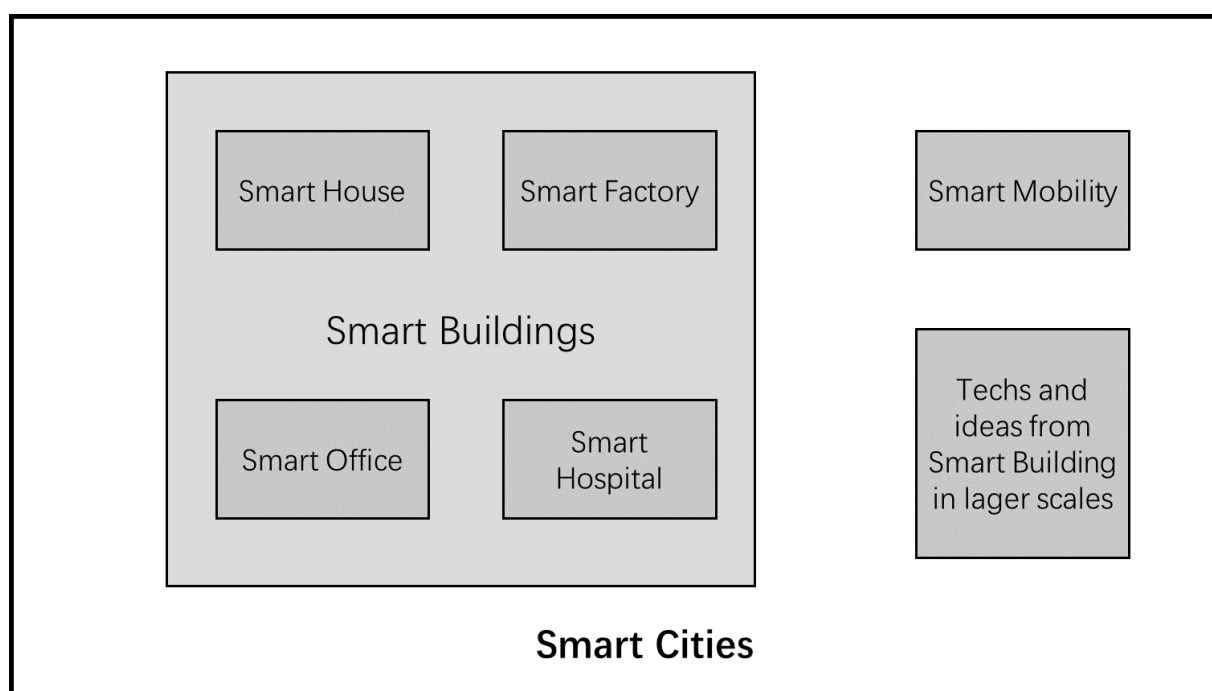 Smart House
Smart Factory
Smart Mobility
Smart Buildings
Smart Office
Smart
Hospital
Techs and
ideas from
Smart Building
in lager scales
Smart Cities